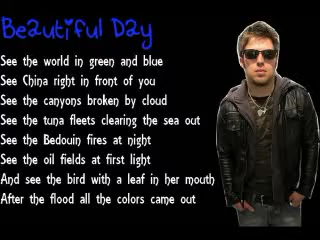 Beautiful Day
See the world in green and blue
See China right in front of you
See the canyons broken by cloud
See the tuna fleets clearing the sea out
See the Bedouin fires at night
See the oil fields at first light
And see the bird with a leaf in her mouth
After the flood all the colors came out